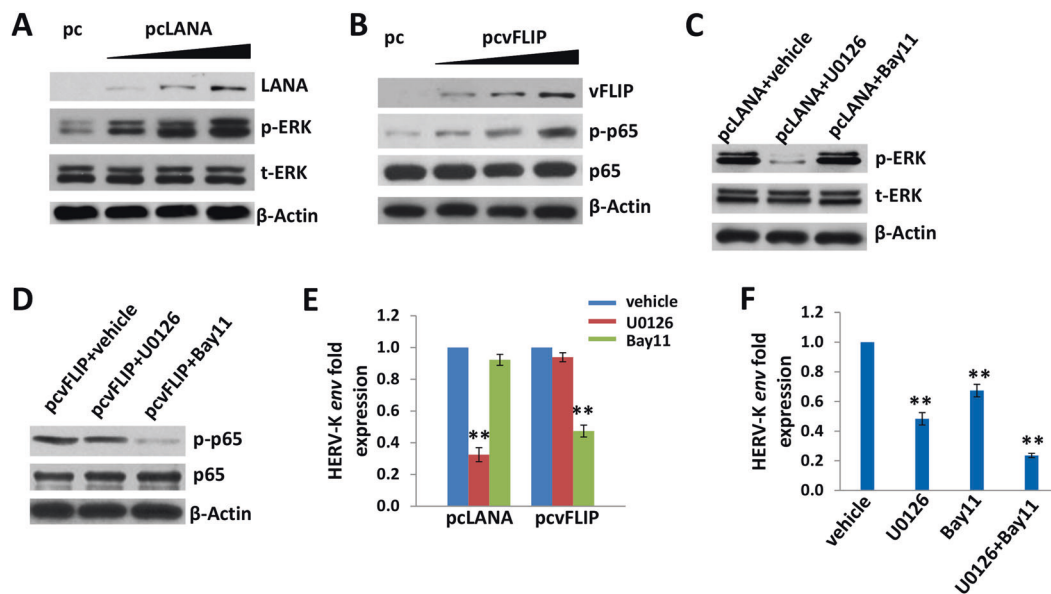 A
pc
pcLANA
LANA
p-ERK
t-ERK
β-Actin
B
pc
pcvFLIP
vFLIP
p-p65
p65
β-Actin
C
pcLANA+vehicle
pcLANA+U0126
pcLANA+Bay11
p-ERK
t-ERK
β-Actin
D
pcvFLIP+vehicle
pcvFLIP+U0126
pcvFLIP+Bay11
p-p65
p65
β-Actin
E
HERV-K env fold
expression
1.2
1.0
0.8
0.6
0.4
0.2
0.0
vehicle
U0126
Bay11
**
**
pcLANA
pcvFLIP
F
HERV-K env fold
expression
1.2
1.0
0.8
0.6
0.4
0.2
0.0
**
**
**
vehicle
U0126
Bay11
U0126+Bay11